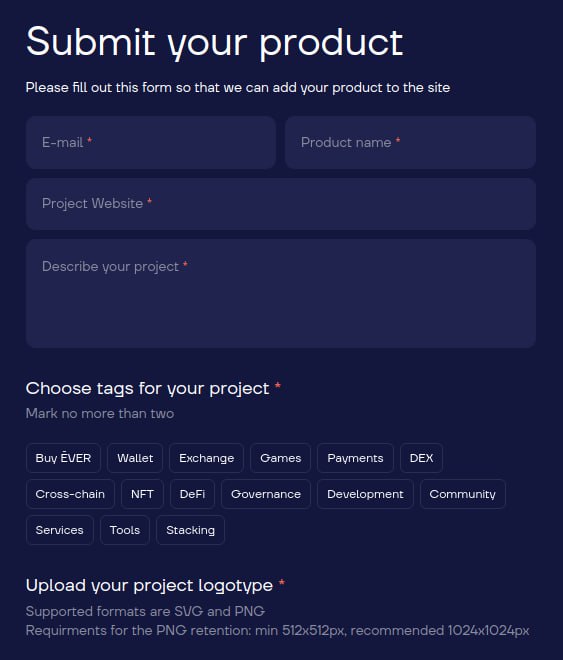 Submit your product
Please fill out this form so that we can add your product to the site
E-mail * Product name *
Project Website *
Describe your project *
Choose tags for your project *
Mark no more than two
Buy ĒVER Wallet Exchange Games Payments DEX
Cross-chain NFT DeFi Governance Development Community
Services Tools Stacking
Upload your project logotype *
Supported formats are SVG and PNG
Requirments for the PNG retention: min 512x512px, recommended 1024x1024px